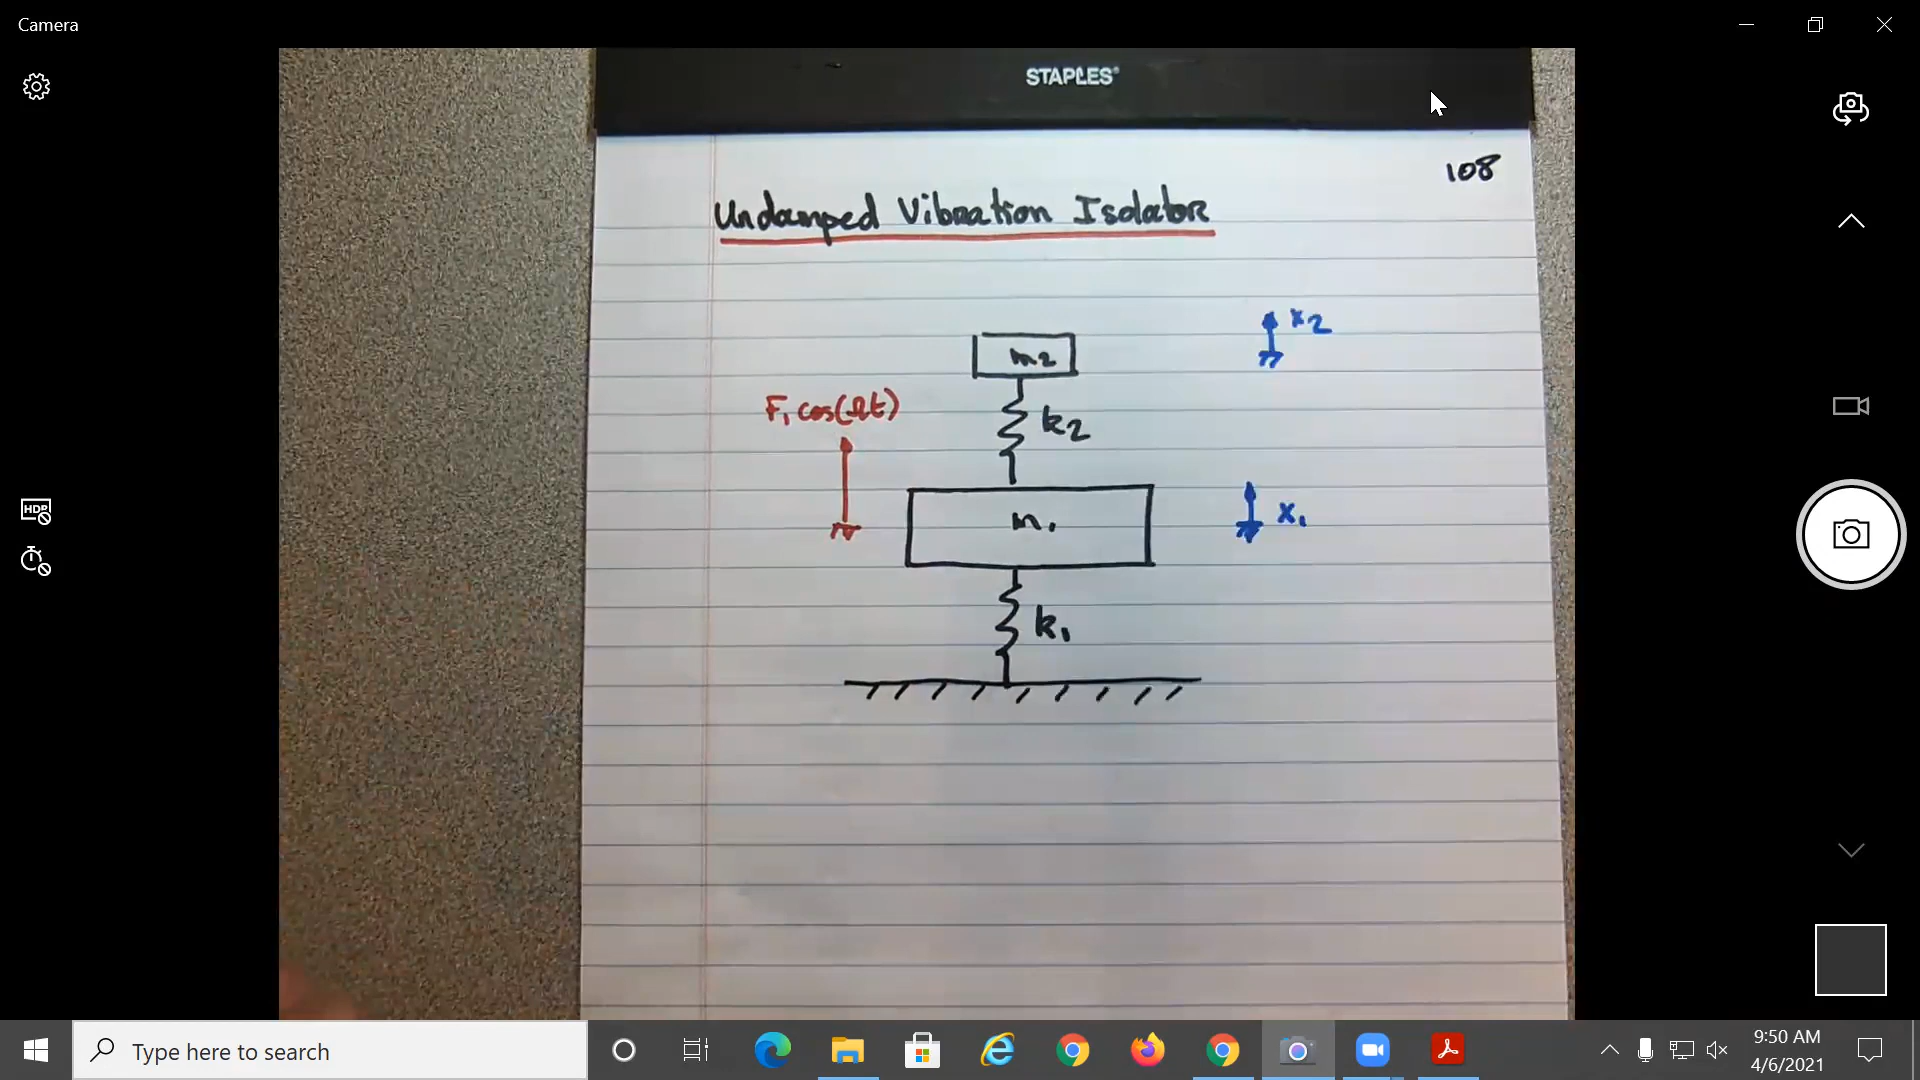 Camera
STAPLES
108
Undamped Vibration Isolator
x2
m2
F1 cos(Ωt)
k2
m1
x1
k1
HDR
Type here to search
9:50 AM
4/6/2021